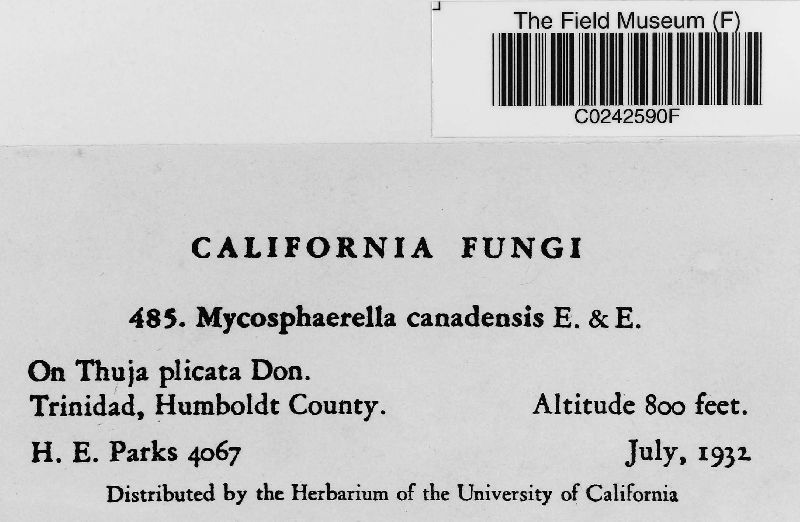 The Field Museum (F)
C0242590F
CALIFORNIA FUNGI
485. Mycosphaerella canadensis E. & E.
On Thuja plicata Don.
Trinidad, Humboldt County. Altitude 800 feet.
H. E. Parks 4067 July, 1932
Distributed by the Herbarium of the University of California